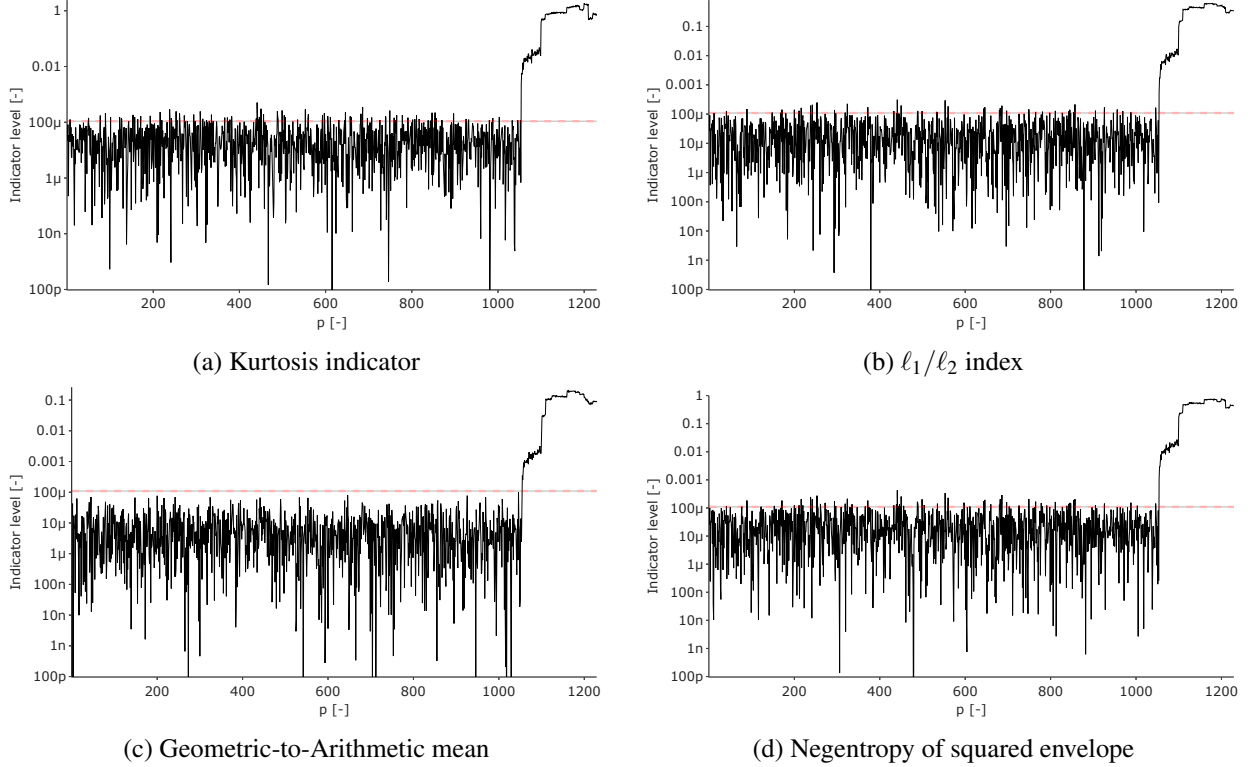 1
0.01
100µ
1µ
10n
100p
Indicator level [-]
200 400 600 800 1000 1200
p [-]
(a) Kurtosis indicator
0.1
0.01
0.001
100µ
10µ
1µ
100n
10n
1n
100p
Indicator level [-]
200 400 600 800 1000 1200
p [-]
(b) ℓ₁/ℓ₂ index
0.1
0.01
0.001
100µ
10µ
1µ
100n
10n
1n
100p
Indicator level [-]
200 400 600 800 1000 1200
p [-]
(c) Geometric-to-Arithmetic mean
1
0.1
0.01
0.001
100µ
10µ
1µ
100n
10n
1n
100p
Indicator level [-]
200 400 600 800 1000 1200
p [-]
(d) Negentropy of squared envelope